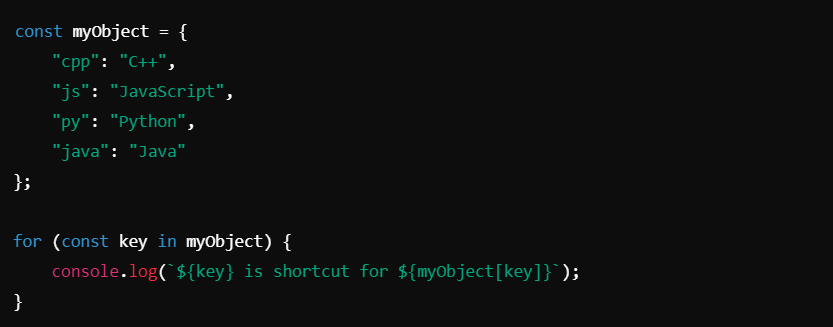 const myObject = {
    "cpp": "C++",
    "js": "JavaScript",
    "py": "Python",
    "java": "Java"
};

for (const key in myObject) {
    console.log(`${key} is shortcut for ${myObject[key]}`);
}